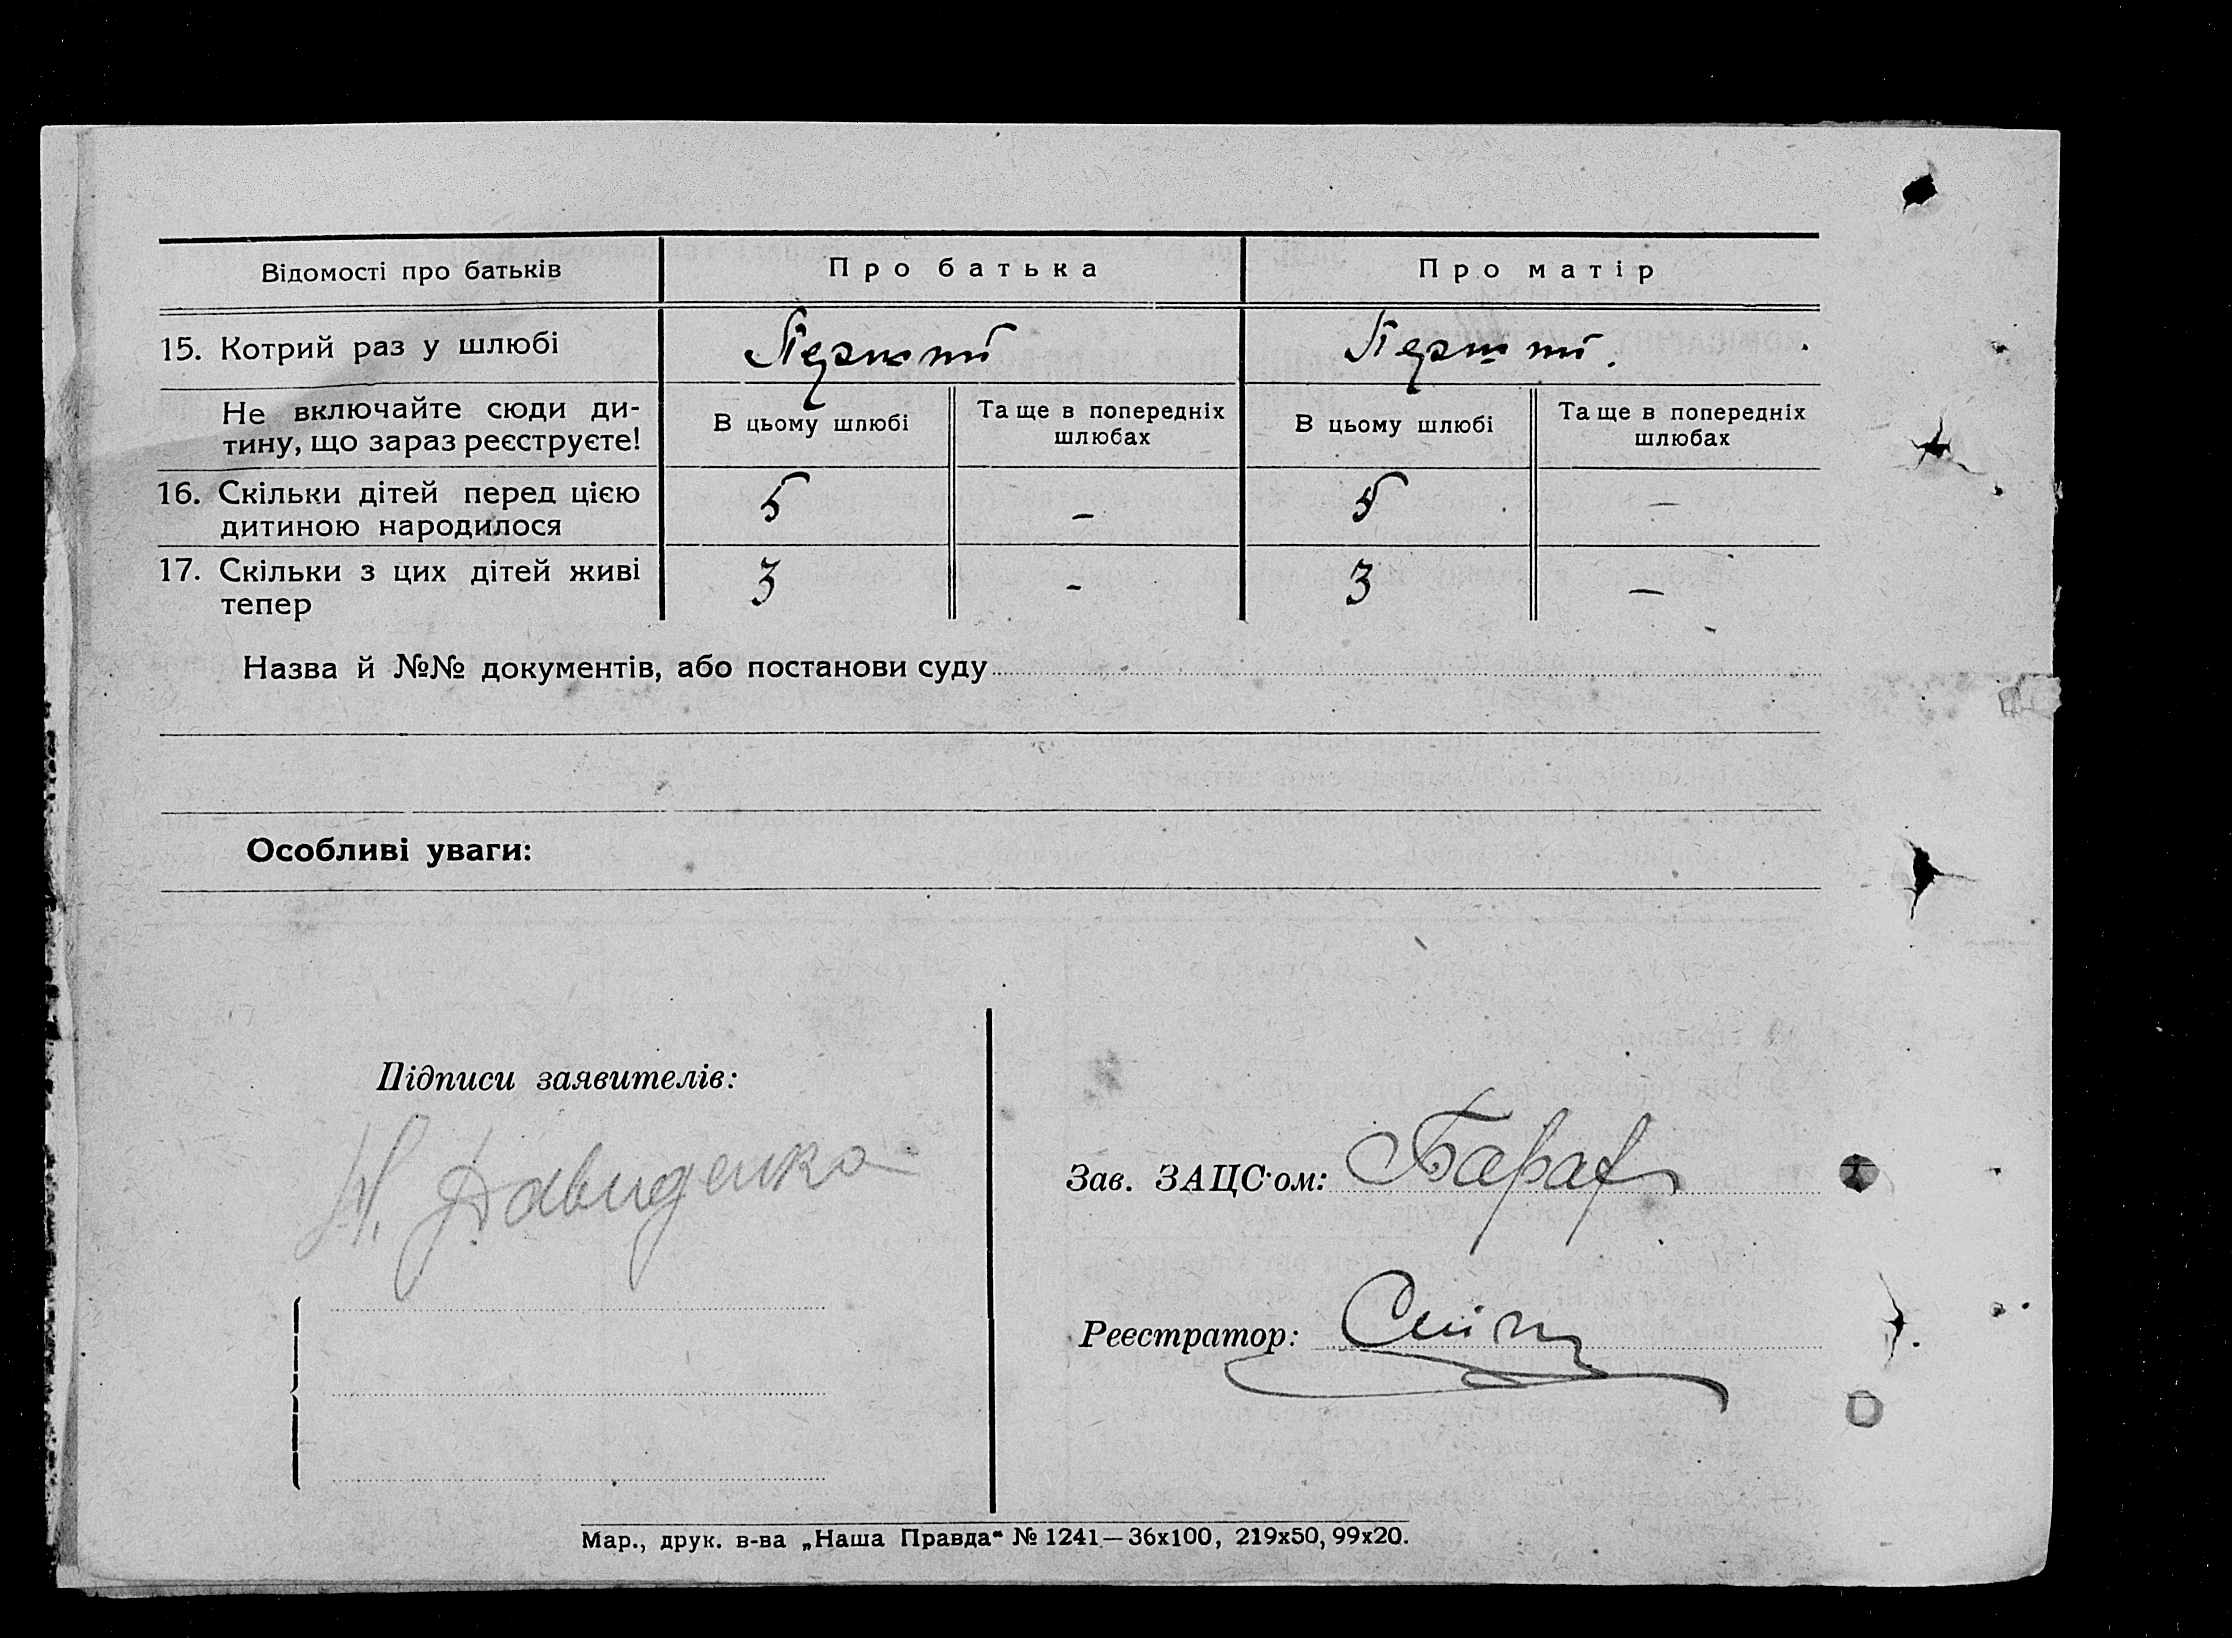 Відомості про батьків Про батька Про матір
15. Котрий раз у шлюбі Перший Перший.
Не включайте сюди ди-
тину, що зараз реєструєте!
В цьому шлюбі
Та ще в попередніх
шлюбах
В цьому шлюбі
Та ще в попередніх
шлюбах
16. Скільки дітей перед цією
дитиною народилося
5 – 5 –
17. Скільки з цих дітей живі
тепер
3 - 3 –
Назва й №№ документів, або постанови суду
Особливі уваги:
Підписи заявителів:
Давиденко
Зав. ЗАЦС'ом:
Реєстратор:
Мар., друк. в-ва „Наша Правда“ № 1241—36х100, 219х50, 99х20.